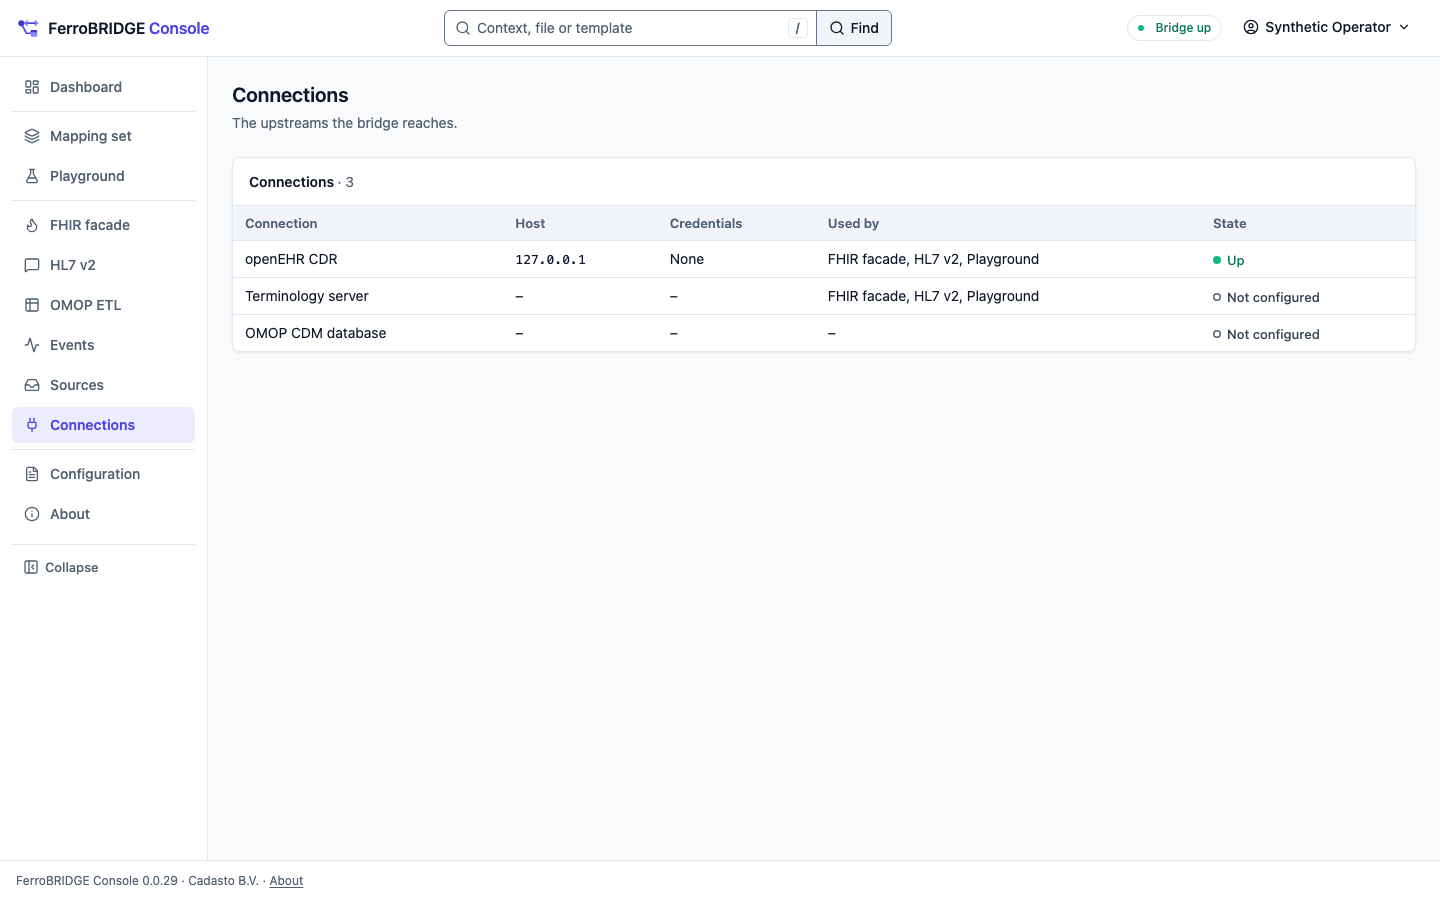 FerroBRIDGE Console
Context, file or template
/
Find
Bridge up
Synthetic Operator
Dashboard
Mapping set
Playground
FHIR facade
HL7 v2
OMOP ETL
Events
Sources
Connections
Configuration
About
Collapse
Connections
The upstreams the bridge reaches.
Connections · 3
Connection Host Credentials Used by State
openEHR CDR 127.0.0.1 None FHIR facade, HL7 v2, Playground Up
Terminology server – – FHIR facade, HL7 v2, Playground Not configured
OMOP CDM database – – – Not configured
FerroBRIDGE Console 0.0.29 · Cadasto B.V. · About